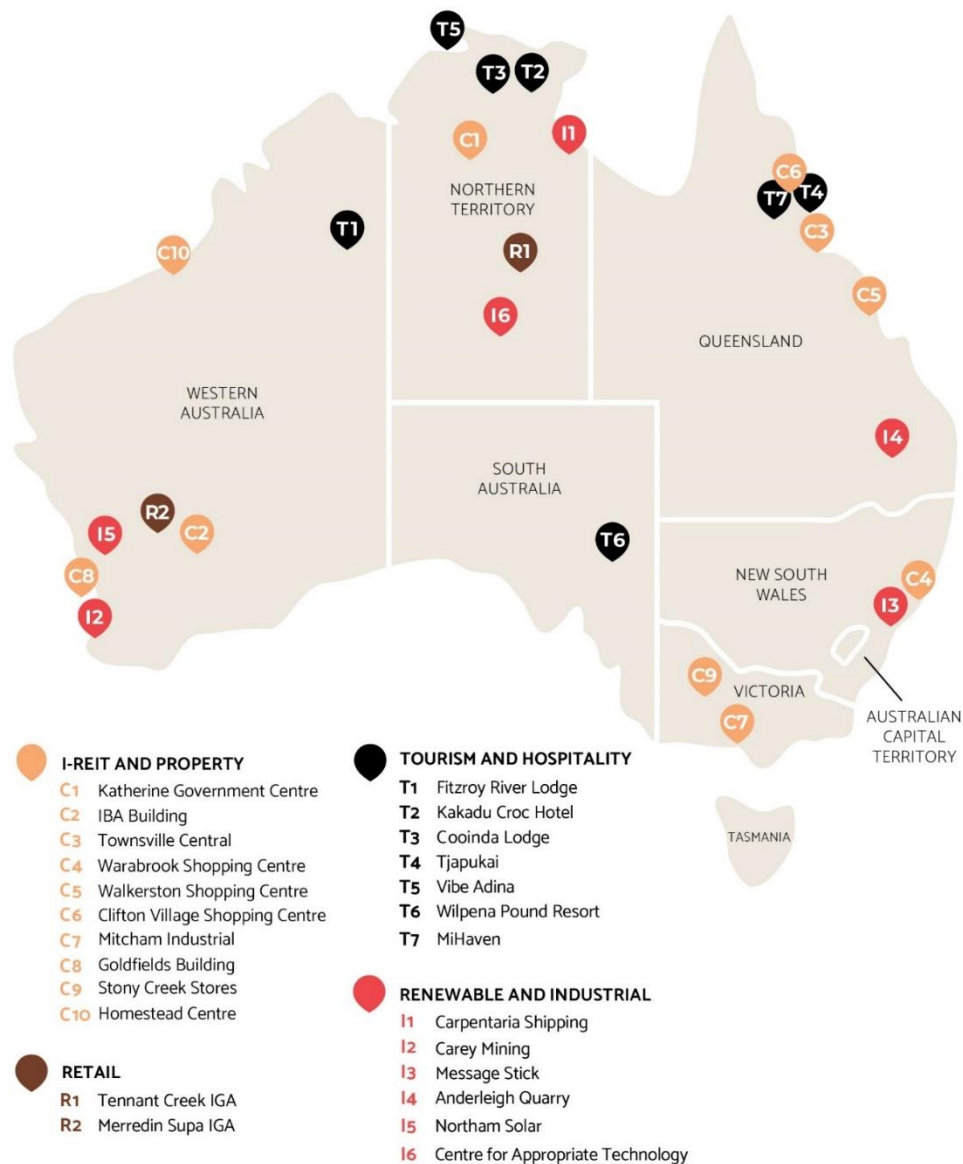 T5
T3
T2
C1
I1
C6
T7
T4
NORTHERN
TERRITORY
T1
C3
C10
R1
C5
I6
QUEENSLAND
WESTERN
AUSTRALIA
I4
SOUTH
AUSTRALIA
R2
I5
C2
T6
C8
NEW SOUTH
WALES
C4
I2
I3
C9
VICTORIA
C7
AUSTRALIAN
CAPITAL
TERRITORY
TASMANIA
I-REIT AND PROPERTY
C1 Katherine Government Centre
C2 IBA Building
C3 Townsville Central
C4 Warabrook Shopping Centre
C5 Walkerston Shopping Centre
C6 Clifton Village Shopping Centre
C7 Mitcham Industrial
C8 Goldfields Building
C9 Stony Creek Stores
C10 Homestead Centre
RETAIL
R1 Tennant Creek IGA
R2 Merredin Supa IGA
TOURISM AND HOSPITALITY
T1 Fitzroy River Lodge
T2 Kakadu Croc Hotel
T3 Cooinda Lodge
T4 Tjapukai
T5 Vibe Adina
T6 Wilpena Pound Resort
T7 MiHaven
RENEWABLE AND INDUSTRIAL
I1 Carpentaria Shipping
I2 Carey Mining
I3 Message Stick
I4 Anderleigh Quarry
I5 Northam Solar
I6 Centre for Appropriate Technology